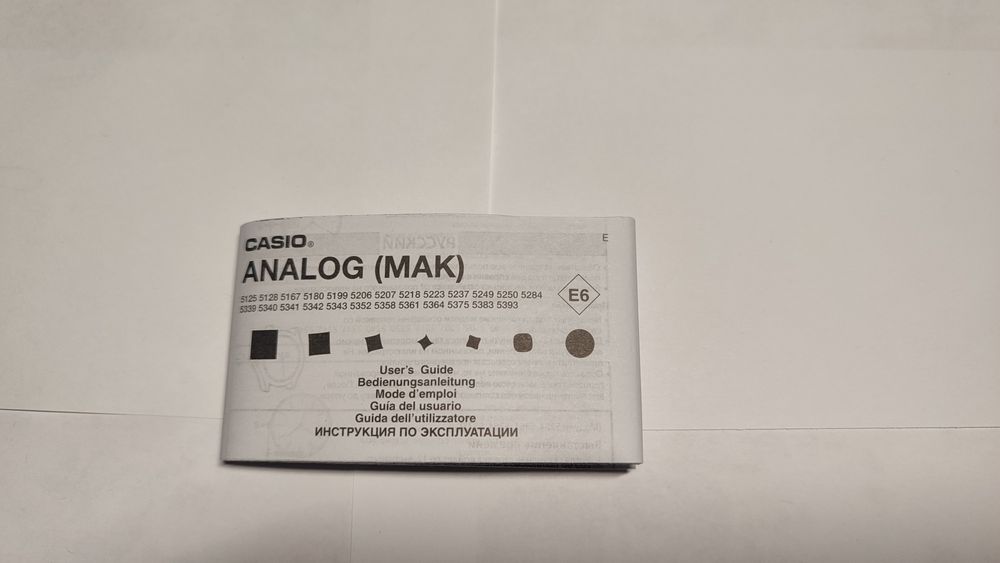 CASIO®
E
ANALOG (MAK)
5125 5128 5167 5180 5199 5206 5207 5218 5223 5237 5249 5250 5284
5339 5340 5341 5342 5343 5352 5358 5361 5364 5375 5383 5393
E6
User's Guide
Bedienungsanleitung
Mode d'emploi
Guía del usuario
Guida dell'utilizzatore
ИНСТРУКЦИЯ ПО ЭКСПЛУАТАЦИИ
РУССКИЙ